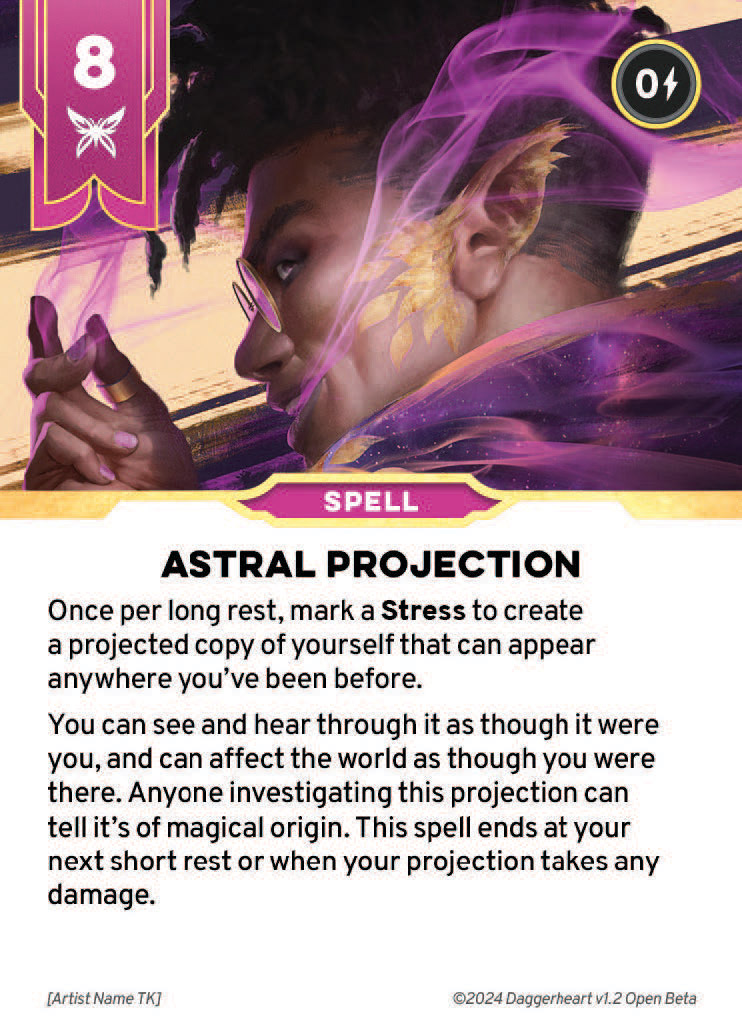 8
0
SPELL
ASTRAL PROJECTION
Once per long rest, mark a Stress to create
a projected copy of yourself that can appear
anywhere you’ve been before.
You can see and hear through it as though it were
you, and can affect the world as though you were
there. Anyone investigating this projection can
tell it’s of magical origin. This spell ends at your
next short rest or when your projection takes any
damage.
[Artist Name TK]
©2024 Daggerheart v1.2 Open Beta